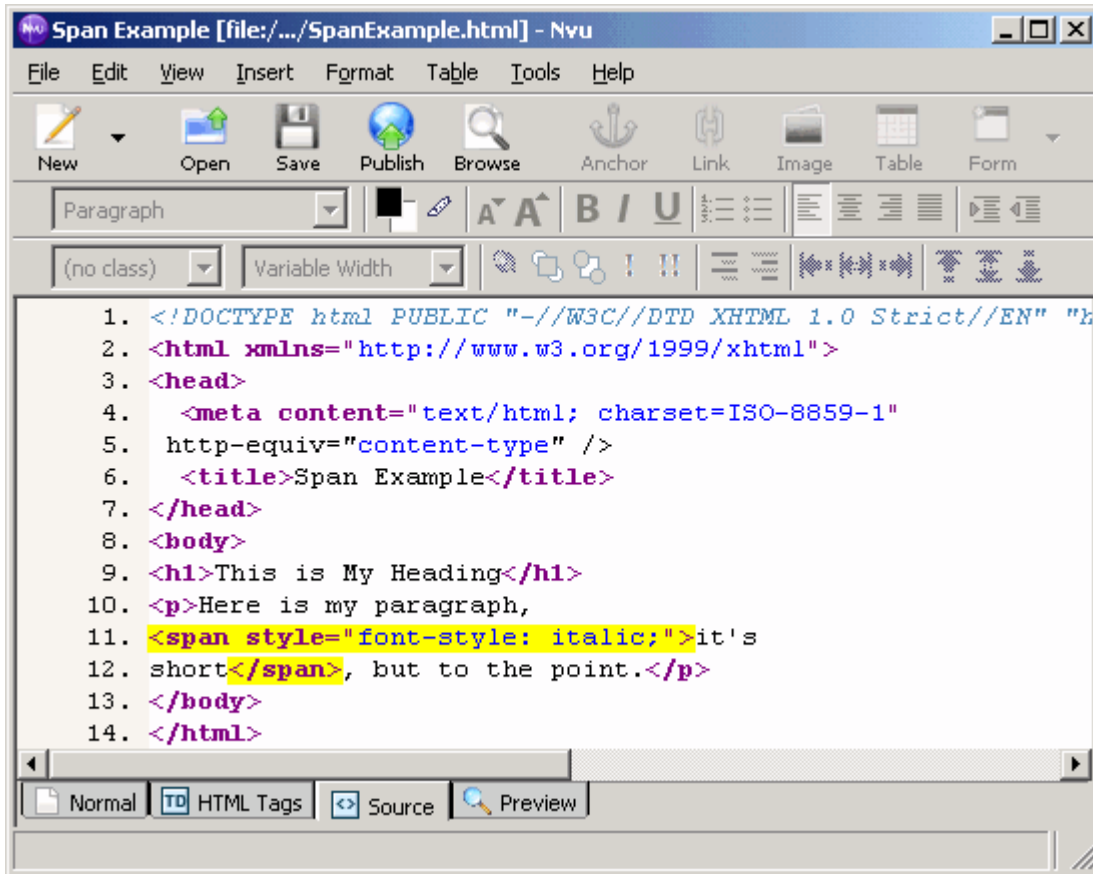 Span Example [file:/.../SpanExample.html] - Nvu
File Edit View Insert Format Table Tools Help
New Open Save Publish Browse Anchor Link Image Table Form
Paragraph
(no class) Variable Width
1. <!DOCTYPE html PUBLIC "-//W3C//DTD XHTML 1.0 Strict//EN" "h
2. <html xmlns="http://www.w3.org/1999/xhtml">
3. <head>
4. <meta content="text/html; charset=ISO-8859-1"
5. http-equiv="content-type" />
6. <title>Span Example</title>
7. </head>
8. <body>
9. <h1>This is My Heading</h1>
10. <p>Here is my paragraph,
11. <span style="font-style: italic;">it's
12. short</span>, but to the point.</p>
13. </body>
14. </html>
Normal TD HTML Tags Source Preview